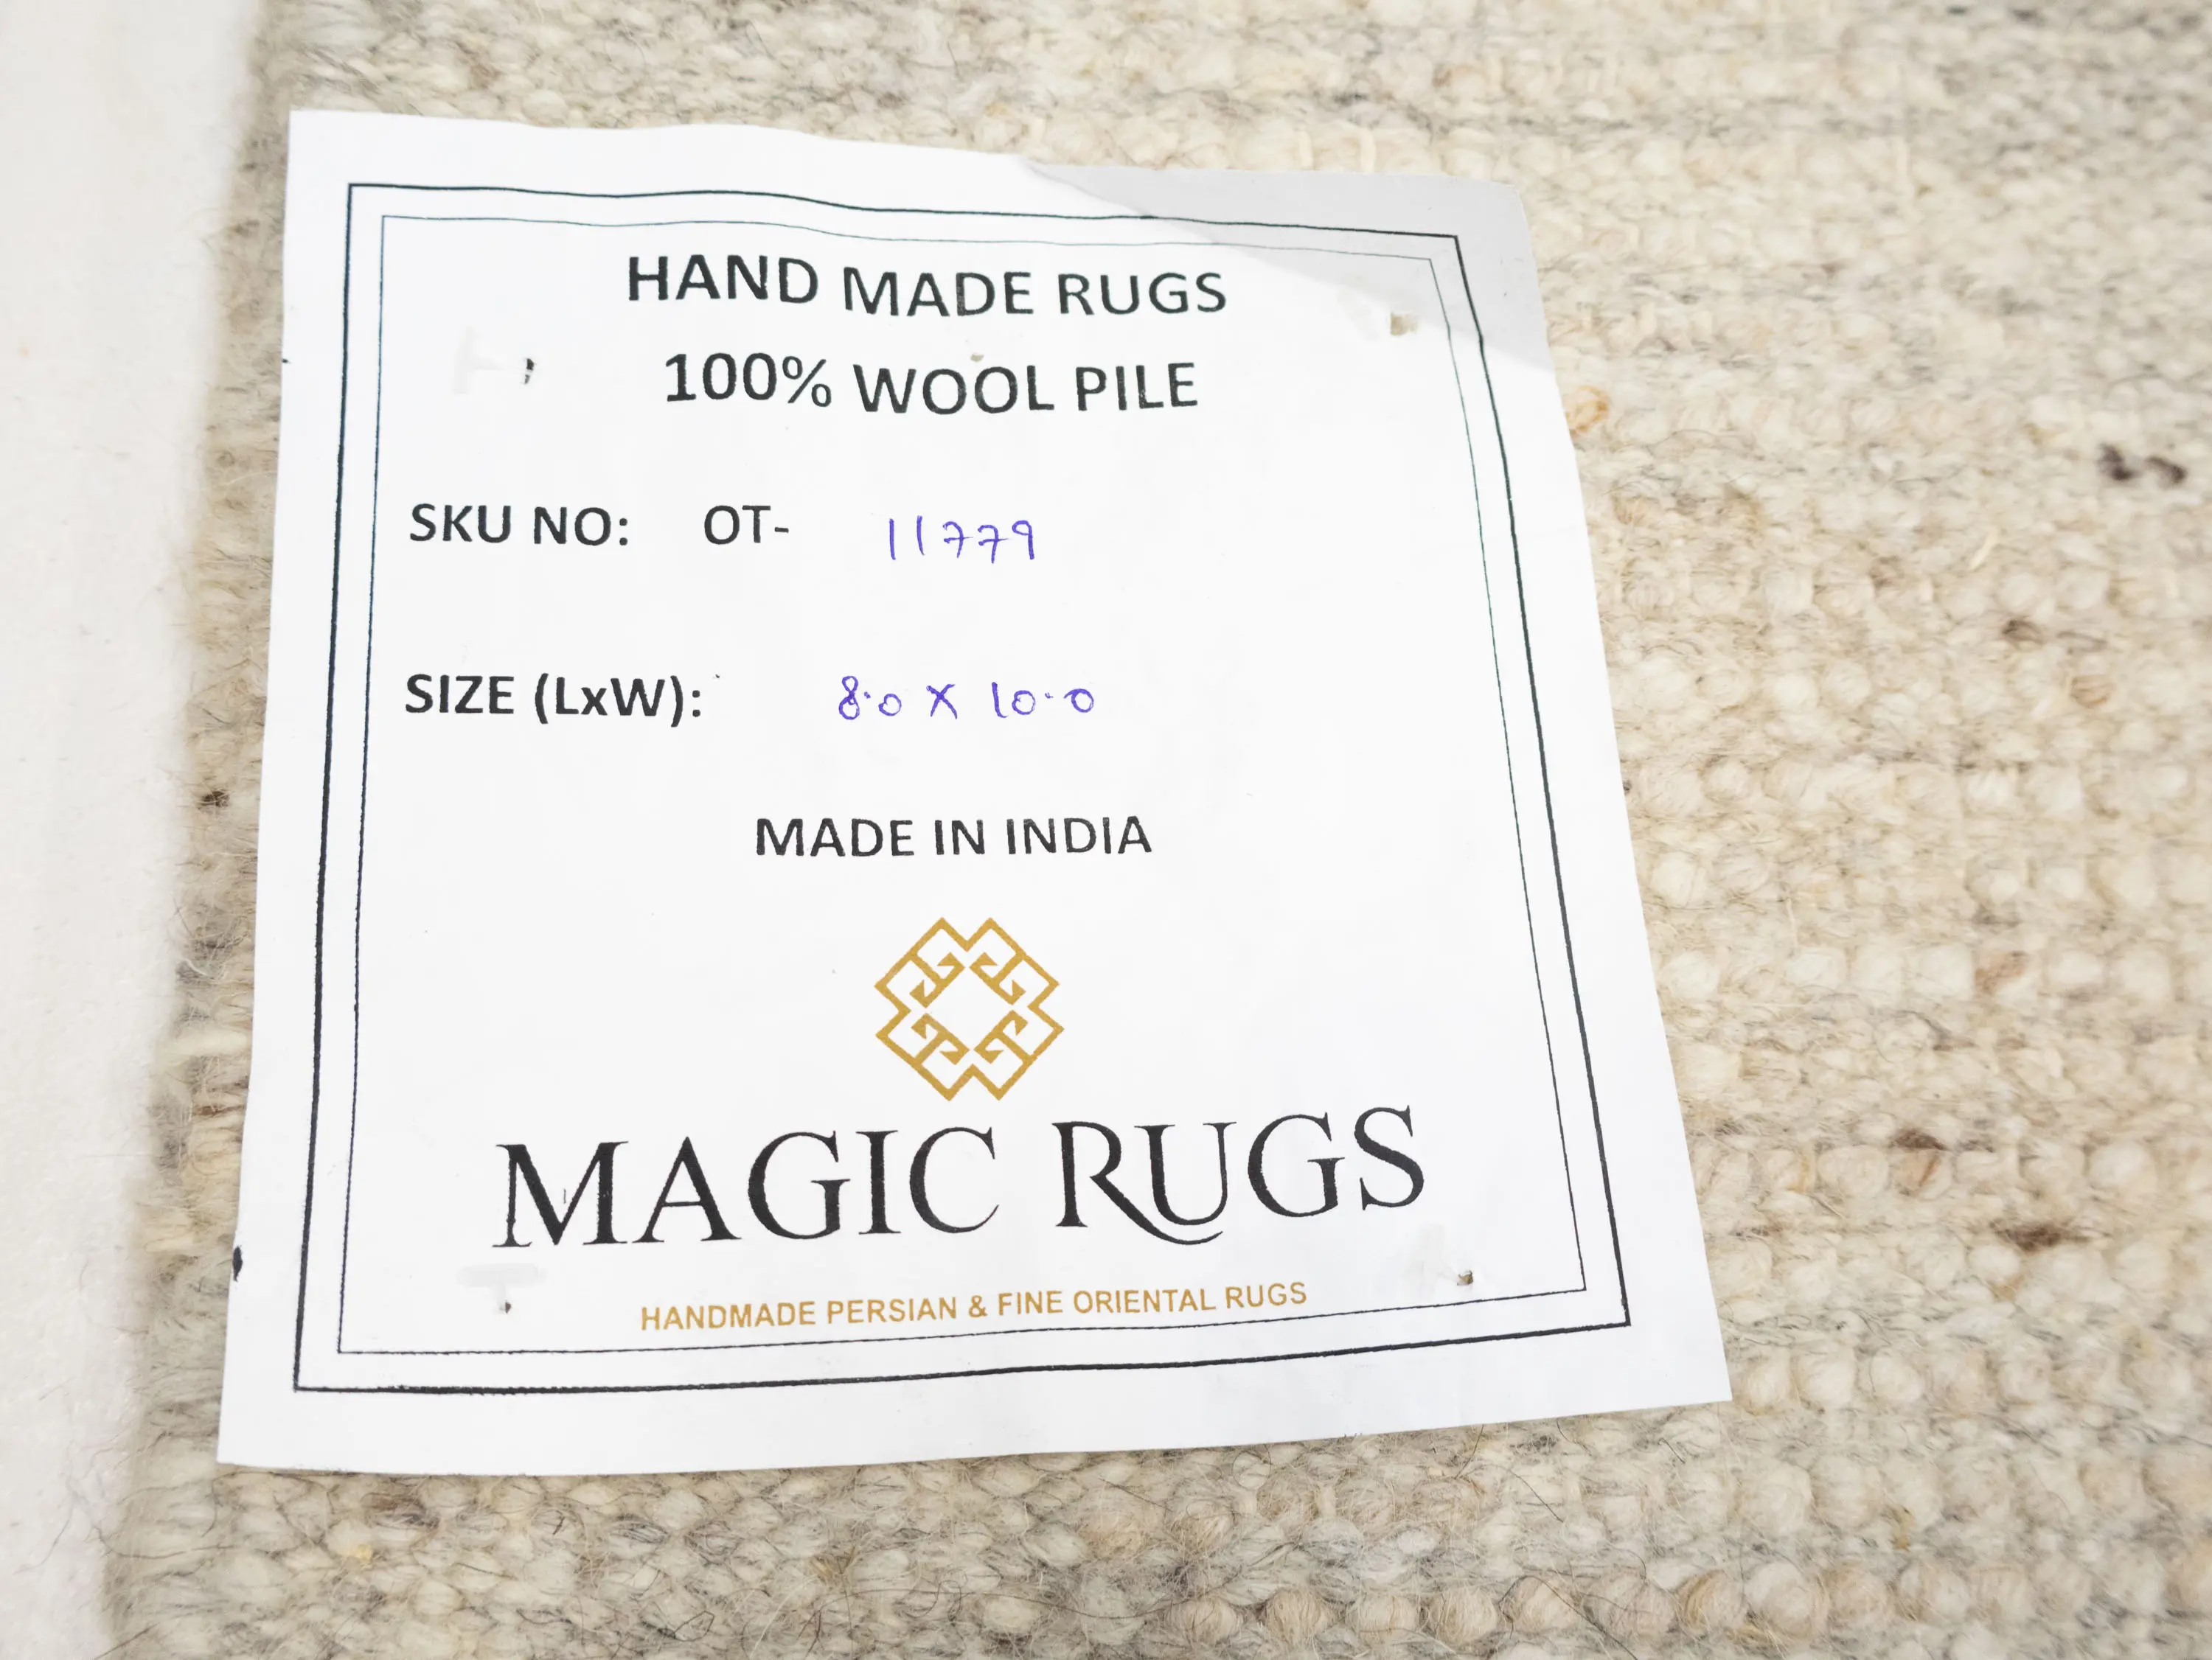 HAND MADE RUGS
100% WOOL PILE
SKU NO: OT- 11779
SIZE (LxW): 8.0 X 10.0
MADE IN INDIA
MAGIC RUGS
HANDMADE PERSIAN & FINE ORIENTAL RUGS